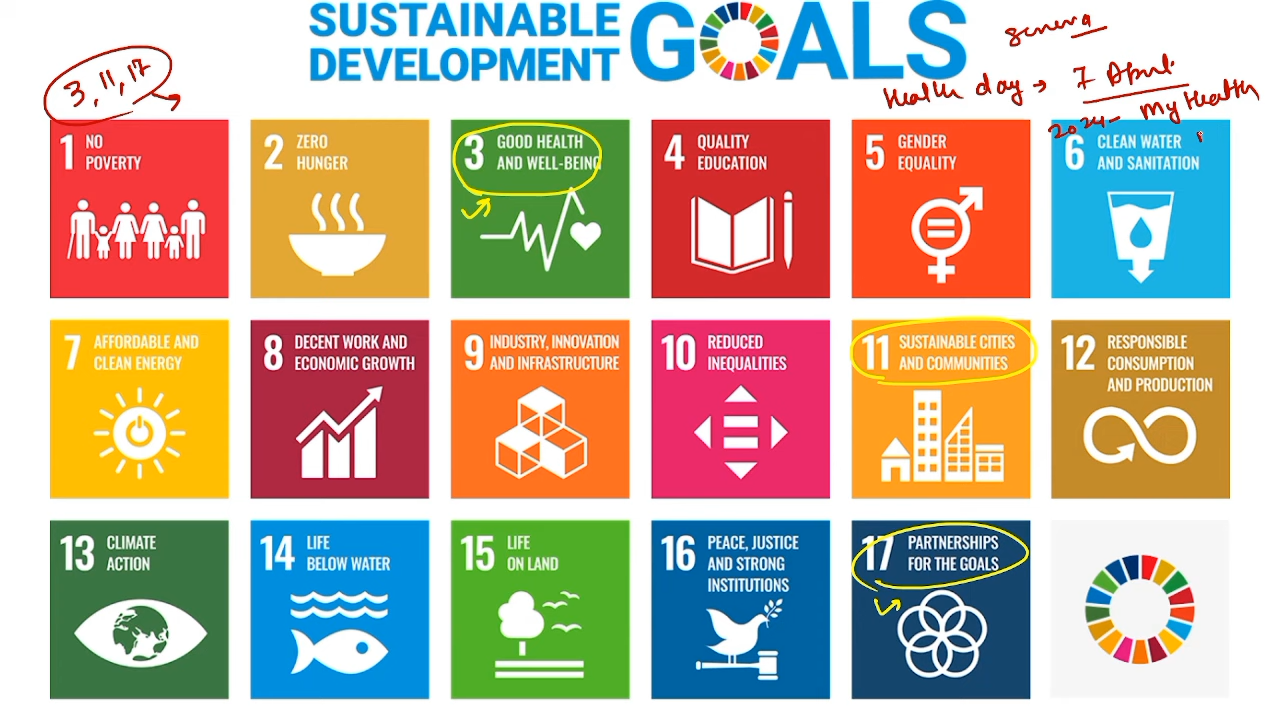 SUSTAINABLE
DEVELOPMENT
GOALS
Geneva
3, 11, 17
Health day → 7 April
2024- My Health
1 NO
POVERTY
2 ZERO
HUNGER
3 GOOD HEALTH
AND WELL-BEING
4 QUALITY
EDUCATION
5 GENDER
EQUALITY
6 CLEAN WATER
AND SANITATION
7 AFFORDABLE AND
CLEAN ENERGY
8 DECENT WORK AND
ECONOMIC GROWTH
9 INDUSTRY, INNOVATION
AND INFRASTRUCTURE
10 REDUCED
INEQUALITIES
11 SUSTAINABLE CITIES
AND COMMUNITIES
12 RESPONSIBLE
CONSUMPTION
AND PRODUCTION
13 CLIMATE
ACTION
14 LIFE
BELOW WATER
15 LIFE
ON LAND
16 PEACE, JUSTICE
AND STRONG
INSTITUTIONS
17 PARTNERSHIPS
FOR THE GOALS